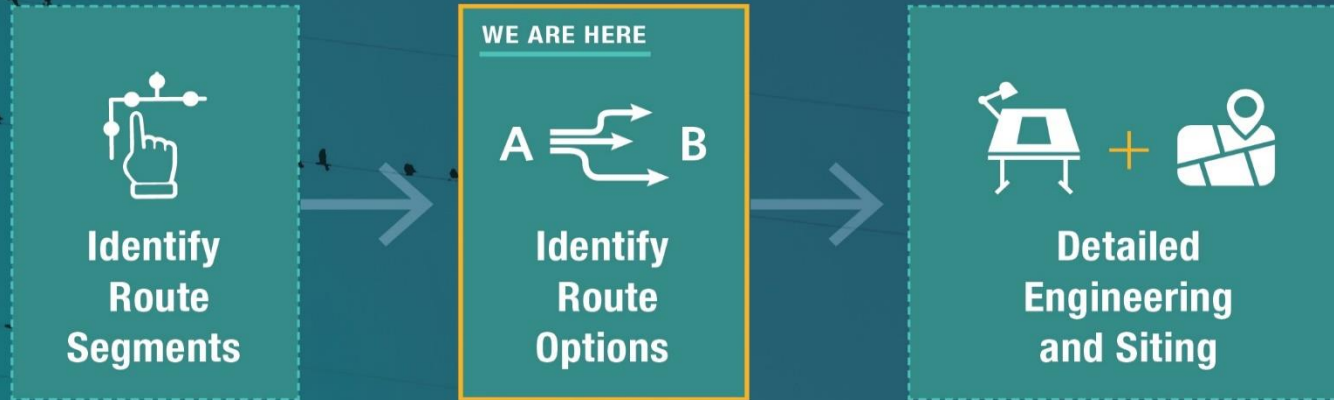 Identify
Route
Segments
WE ARE HERE
A
B
Identify
Route
Options
Detailed
Engineering
and Siting